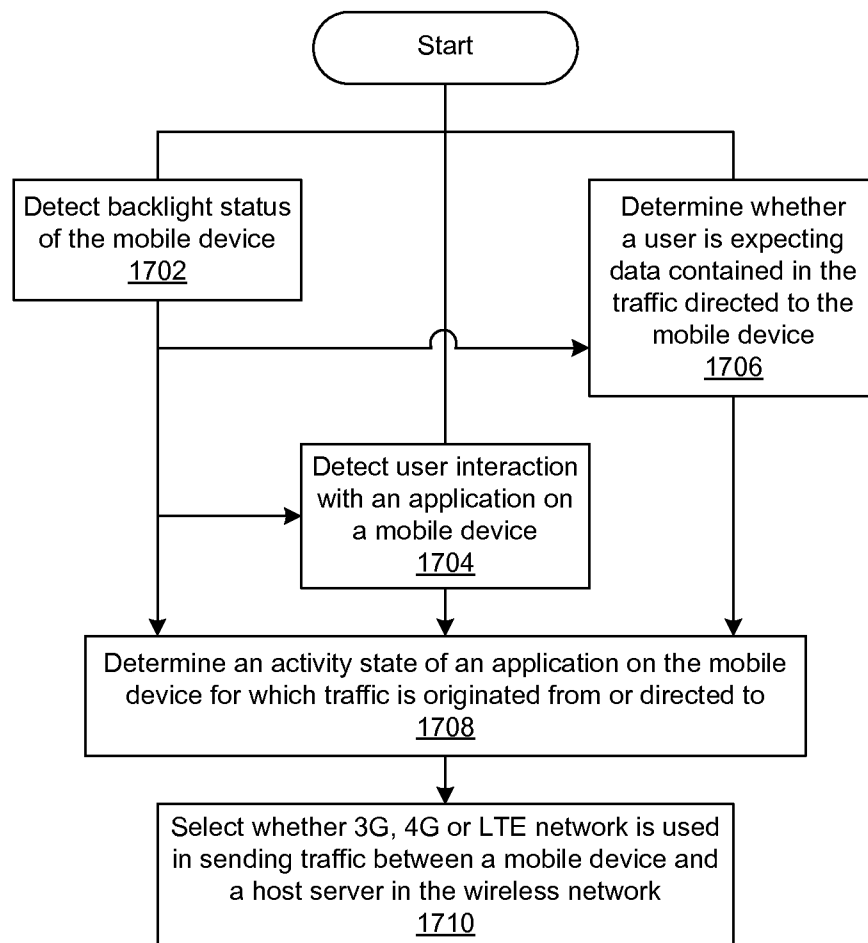 Start
Detect backlight status
of the mobile device
1702
Determine whether
a user is expecting
data contained in the
traffic directed to the
mobile device
1706
Detect user interaction
with an application on
a mobile device
1704
Determine an activity state of an application on the mobile
device for which traffic is originated from or directed to
1708
Select whether 3G, 4G or LTE network is used
in sending traffic between a mobile device and
a host server in the wireless network
1710